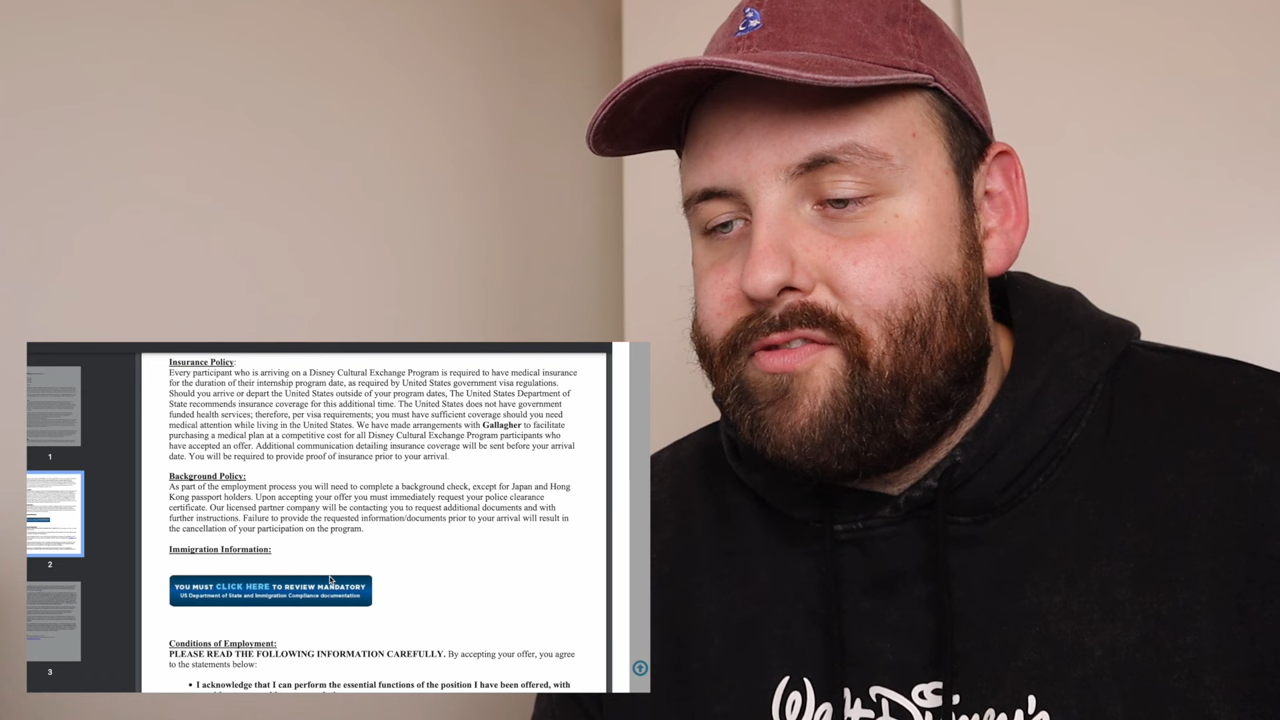 Insurance Policy:
Every participant who is arriving on a Disney Cultural Exchange Program is required to have medical insurance
for the duration of their internship program date, as required by United States government visa regulations.
Should you arrive or depart the United States outside of your program dates, The United States Department of
State recommends insurance coverage for this additional time. The United States does not have government
funded health services; therefore, per visa requirements; you must have sufficient coverage should you need
medical attention while living in the United States. We have made arrangements with Gallagher to facilitate
purchasing a medical plan at a competitive cost for all Disney Cultural Exchange Program participants who
have accepted an offer. Additional communication detailing insurance coverage will be sent before your arrival
date. You will be required to provide proof of insurance prior to your arrival.
Background Policy:
As part of the employment process you will need to complete a background check, except for Japan and Hong
Kong passport holders. Upon accepting your offer you must immediately request your police clearance
certificate. Our licensed partner company will be contacting you to request additional documents and with
further instructions. Failure to provide the requested information/documents prior to your arrival will result in
the cancellation of your participation on the program.
Immigration Information:
YOU MUST CLICK HERE TO REVIEW MANDATORY
US Department of State and Immigration Compliance documentation
Conditions of Employment:
PLEASE READ THE FOLLOWING INFORMATION CAREFULLY. By accepting your offer, you agree
to the statements below:
• I acknowledge that I can perform the essential functions of the position I have been offered, with
1
2
3
Walt Disney's